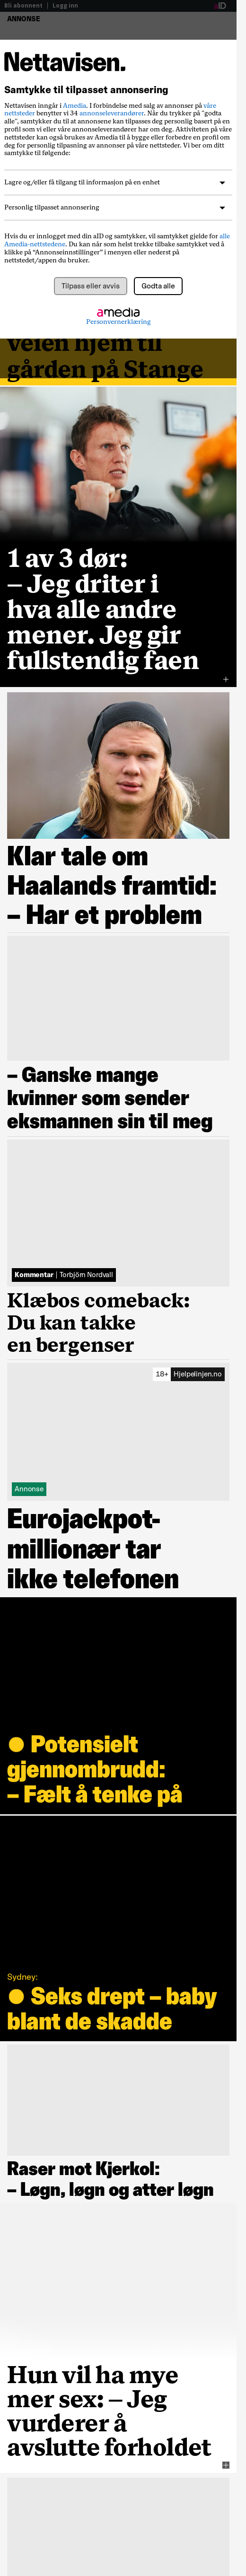 Bli abonnent | Logg inn
aID
ANNONSE
Nettavisen.
Samtykke til tilpasset annonsering
Nettavisen inngår i Amedia. I forbindelse med salg av annonser på våre
nettsteder benytter vi 34 annonseleverandører. Når du trykker på "godta
alle", samtykker du til at annonsene kan tilpasses deg personlig basert på en
profil som vi eller våre annonseleverandører har om deg. Aktiviteten på våre
nettsteder kan også brukes av Amedia til å bygge eller forbedre en profil om
deg for tilpasning av annonser på våre nettsteder. Vi ber om ditt
samtykke til følgende:
Lagre og/eller få tilgang til informasjon på en enhet
Personlig tilpasset annonsering
Hvis du er innlogget med din aID og samtykker, vil samtykket gjelde for alle
Amedia-nettstedene. Du kan når som helst trekke tilbake samtykket ved å
klikke på “Annonseinnstillinger” i menyen eller nederst på
nettstedet/appen du bruker.
Tilpass eller avvis
Godta alle
amedia
Personvernerklæring
veien hjem til
gården på Stange
1 av 3 dør:
– Jeg driter i
hva alle andre
mener. Jeg gir
fullstendig faen
Klar tale om
Haalands framtid:
– Har et problem
– Ganske mange
kvinner som sender
eksmannen sin til meg
Kommentar | Torbjörn Nordvall
Klæbos comeback:
Du kan takke
en bergenser
18+ Hjelpelinjen.no
Annonse
Eurojackpot-
millionær tar
ikke telefonen
● Potensielt
gjennombrudd:
– Fælt å tenke på
Sydney:
● Seks drept – baby
blant de skadde
Raser mot Kjerkol:
– Løgn, løgn og atter løgn
Hun vil ha mye
mer sex: – Jeg
vurderer å
avslutte forholdet